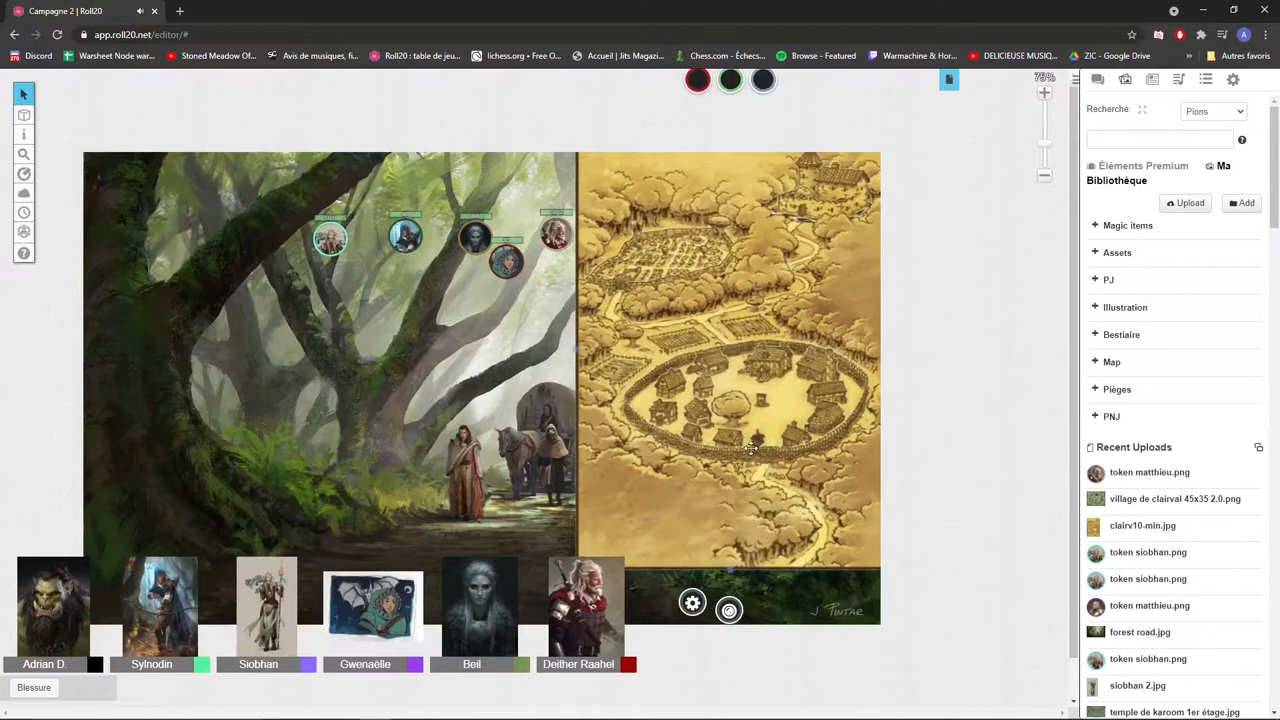 Campagne 2 | Roll20
app.roll20.net/editor/#
Discord
Warsheet Node war...
Stoned Meadow Of...
Avis de musiques, fi...
Roll20 : table de jeu...
lichess.org • Free O...
Accueil | Jits Magazi...
Chess.com - Échecs...
Browse - Featured
Warmachine & Hord...
DELICIEUSE MUSIQ...
ZIC - Google Drive
Autres favoris
75%
Recherche:
Pions
Éléments Premium
Ma
Bibliothèque
Upload
Add
Magic items
Assets
PJ
Illustration
Bestiaire
Map
Pièges
PNJ
Recent Uploads
token matthieu.png
village de clairval 45x35 2.0.png
clairv10-min.jpg
token siobhan.png
token siobhan.png
token matthieu.png
forest road.jpg
token siobhan.png
siobhan 2.jpg
temple de karoom 1er étage.jpg
J PINTAR
Adrian D.
Sylnodin
Siobhan
Gwenaëlle
Beil
Deither Raahel
Blessure